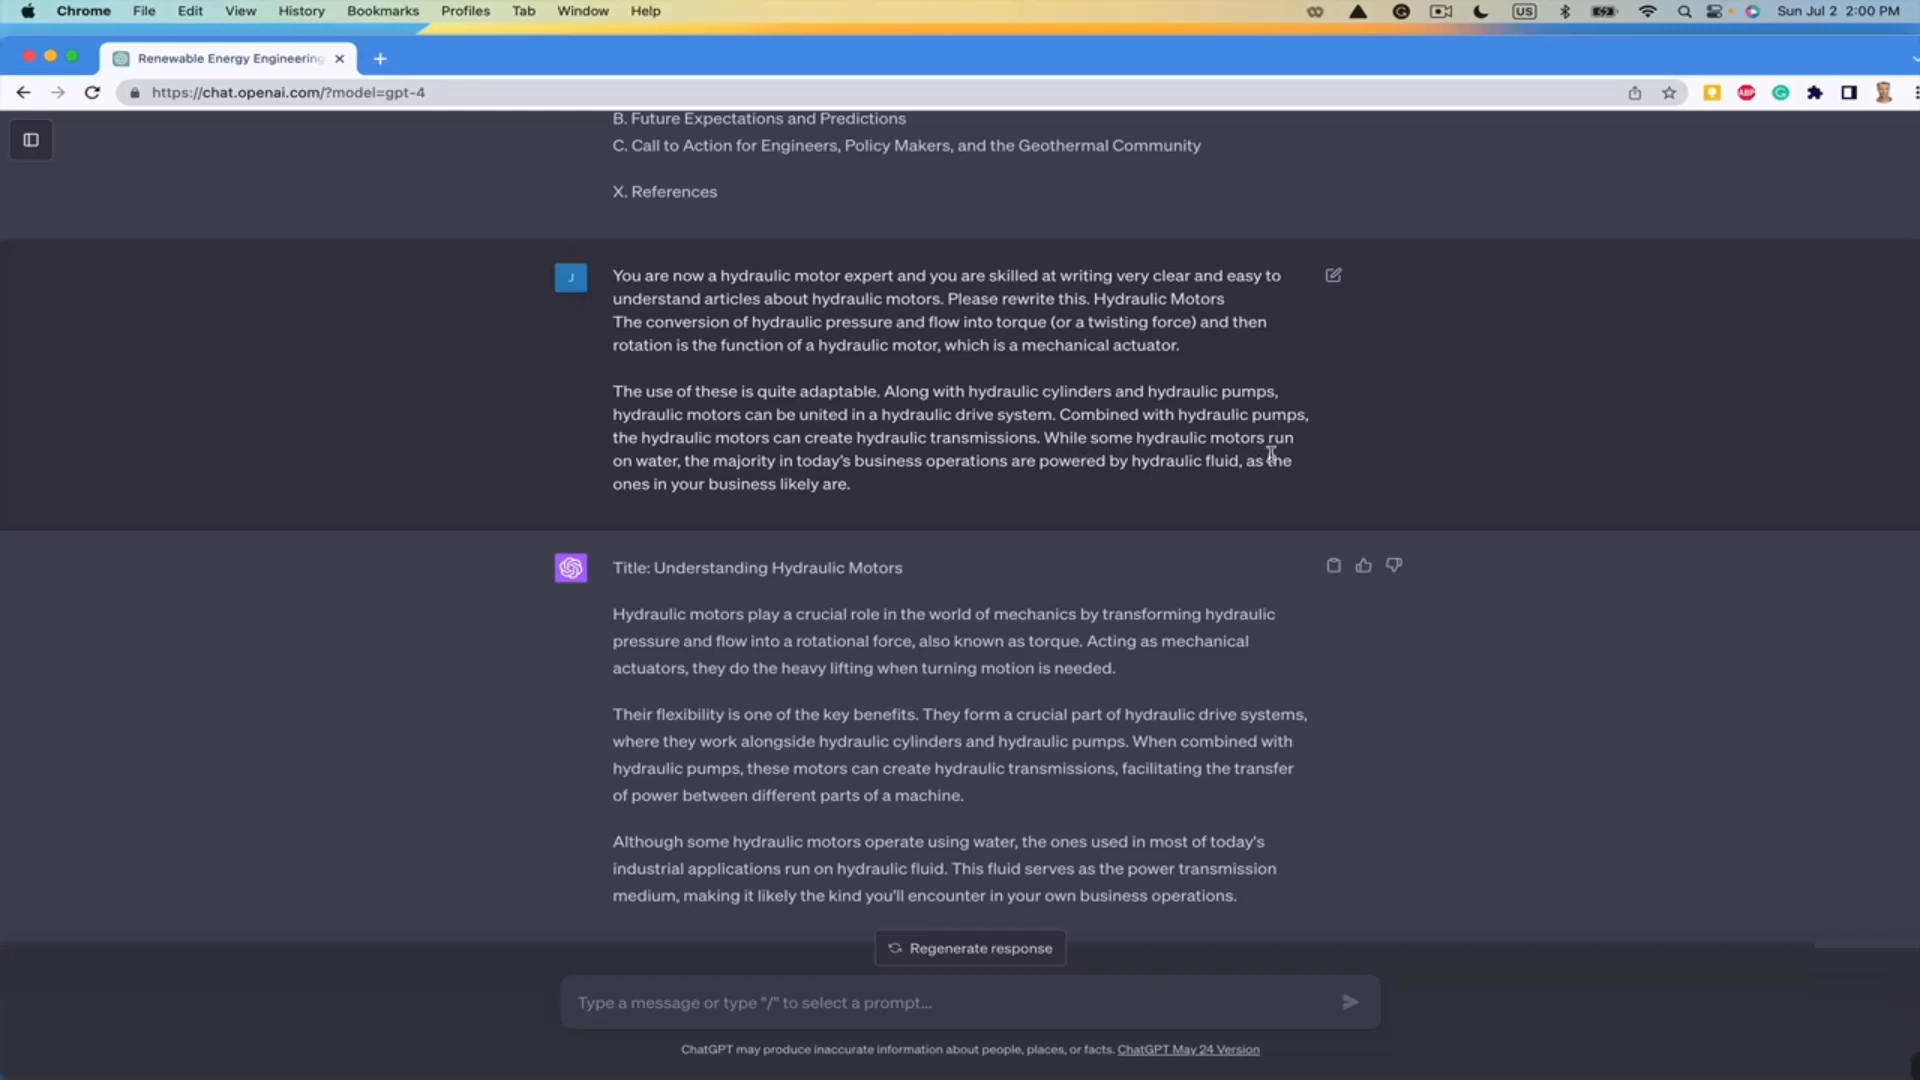 Chrome File Edit View History Bookmarks Profiles Tab Window Help US Sun Jul 2 2:00 PM
Renewable Energy Engineering
https://chat.openai.com/?model=gpt-4
ABP
B. Future Expectations and Predictions
C. Call to Action for Engineers, Policy Makers, and the Geothermal Community
X. References
J
You are now a hydraulic motor expert and you are skilled at writing very clear and easy to
understand articles about hydraulic motors. Please rewrite this. Hydraulic Motors
The conversion of hydraulic pressure and flow into torque (or a twisting force) and then
rotation is the function of a hydraulic motor, which is a mechanical actuator.
The use of these is quite adaptable. Along with hydraulic cylinders and hydraulic pumps,
hydraulic motors can be united in a hydraulic drive system. Combined with hydraulic pumps,
the hydraulic motors can create hydraulic transmissions. While some hydraulic motors run
on water, the majority in today's business operations are powered by hydraulic fluid, as the
ones in your business likely are.
Title: Understanding Hydraulic Motors
Hydraulic motors play a crucial role in the world of mechanics by transforming hydraulic
pressure and flow into a rotational force, also known as torque. Acting as mechanical
actuators, they do the heavy lifting when turning motion is needed.
Their flexibility is one of the key benefits. They form a crucial part of hydraulic drive systems,
where they work alongside hydraulic cylinders and hydraulic pumps. When combined with
hydraulic pumps, these motors can create hydraulic transmissions, facilitating the transfer
of power between different parts of a machine.
Although some hydraulic motors operate using water, the ones used in most of today's
industrial applications run on hydraulic fluid. This fluid serves as the power transmission
medium, making it likely the kind you'll encounter in your own business operations.
Regenerate response
Type a message or type "/" to select a prompt...
ChatGPT may produce inaccurate information about people, places, or facts. ChatGPT May 24 Version